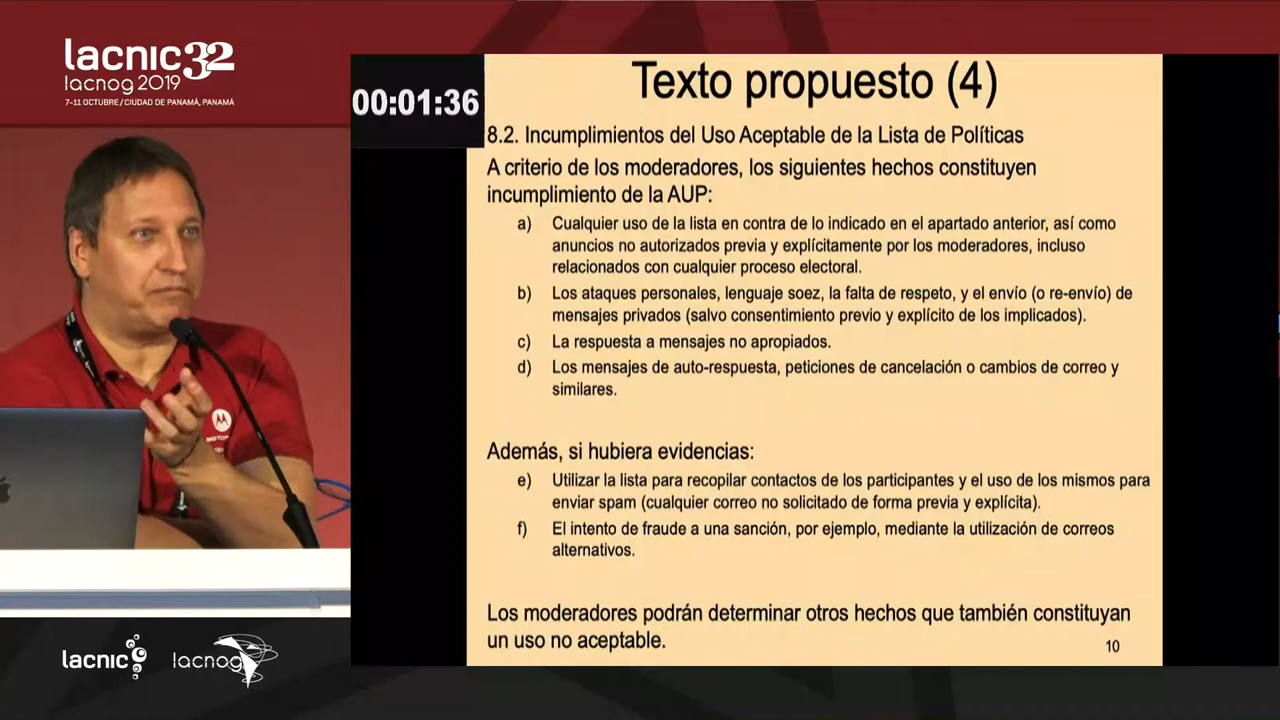 lacnic32
lacnog 2019
7-11 OCTUBRE / CIUDAD DE PANAMÁ, PANAMÁ
00:01:36
Texto propuesto (4)
8.2. Incumplimientos del Uso Aceptable de la Lista de Políticas
A criterio de los moderadores, los siguientes hechos constituyen
incumplimiento de la AUP:
a) Cualquier uso de la lista en contra de lo indicado en el apartado anterior, así como
anuncios no autorizados previa y explícitamente por los moderadores, incluso
relacionados con cualquier proceso electoral.
b) Los ataques personales, lenguaje soez, la falta de respeto, y el envío (o re-envío) de
mensajes privados (salvo consentimiento previo y explícito de los implicados).
c) La respuesta a mensajes no apropiados.
d) Los mensajes de auto-respuesta, peticiones de cancelación o cambios de correo y
similares.
Además, si hubiera evidencias:
e) Utilizar la lista para recopilar contactos de los participantes y el uso de los mismos para
enviar spam (cualquier correo no solicitado de forma previa y explícita).
f) El intento de fraude a una sanción, por ejemplo, mediante la utilización de correos
alternativos.
Los moderadores podrán determinar otros hechos que también constituyan
un uso no aceptable.
10
lacnic
lacnog